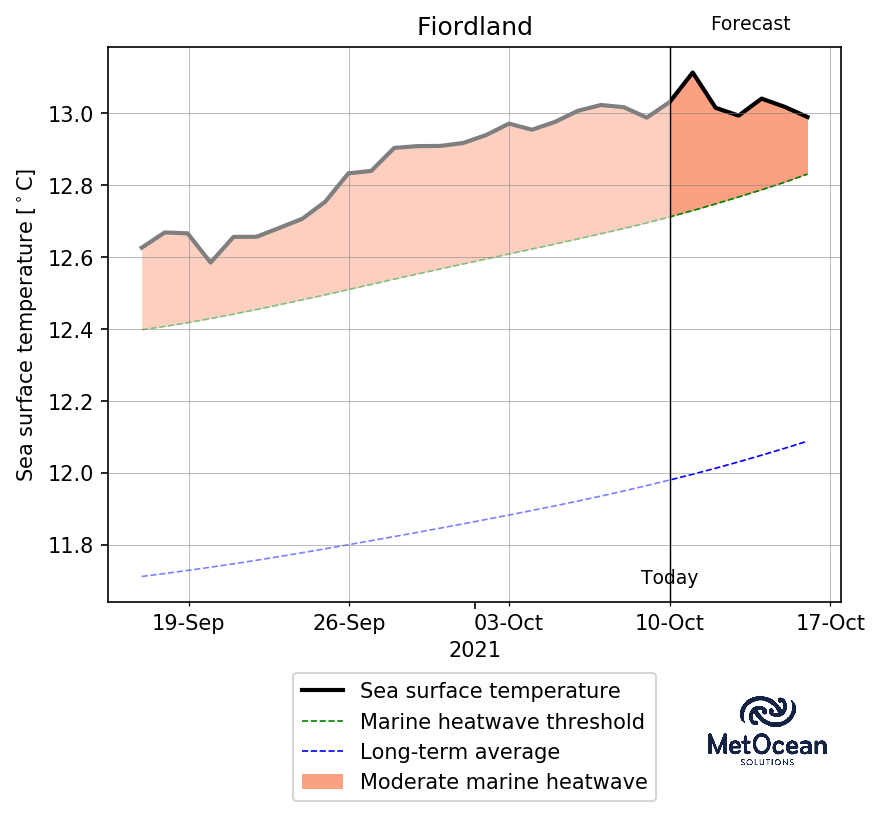 Fiordland
Forecast
Sea surface temperature [°C]
13.0
12.8
12.6
12.4
12.2
12.0
11.8
Today
19-Sep 26-Sep 03-Oct 10-Oct 17-Oct
2021
Sea surface temperature
Marine heatwave threshold
Long-term average
Moderate marine heatwave
MetOcean
SOLUTIONS